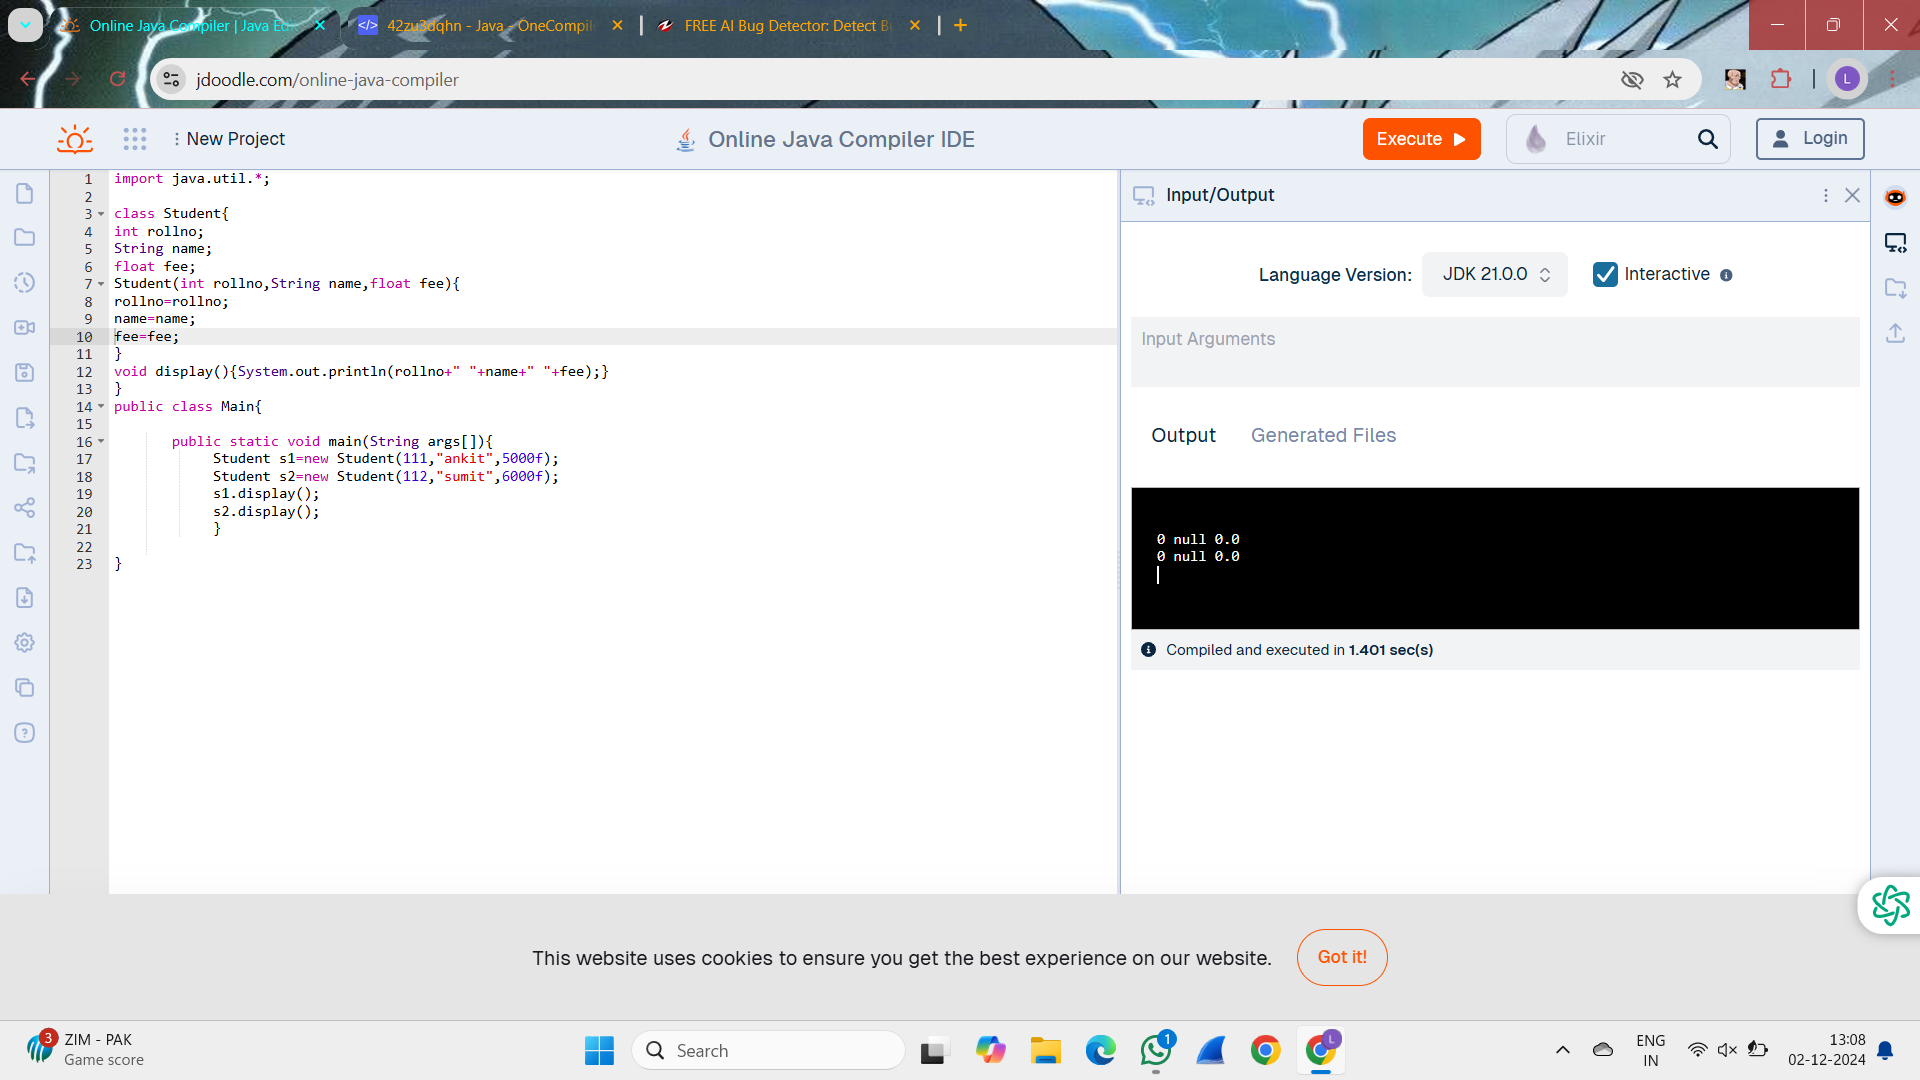 Online Java Compiler | Java Ed
42zu3dqhn - Java - OneCompil
FREE AI Bug Detector: Detect B
jdoodle.com/online-java-compiler
L
New Project
Online Java Compiler IDE
Execute
Elixir
Login
1 import java.util.*;
2
3 class Student{
4 int rollno;
5 String name;
6 float fee;
7 Student(int rollno,String name,float fee){
8 rollno=rollno;
9 name=name;
10 fee=fee;
11 }
12 void display(){System.out.println(rollno+" "+name+" "+fee);}
13 }
14 public class Main{
15
16 public static void main(String args[]){
17 Student s1=new Student(111,"ankit",5000f);
18 Student s2=new Student(112,"sumit",6000f);
19 s1.display();
20 s2.display();
21 }
22
23 }
Input/Output
Language Version: JDK 21.0.0 Interactive
Input Arguments
Output Generated Files
0 null 0.0
0 null 0.0
Compiled and executed in 1.401 sec(s)
This website uses cookies to ensure you get the best experience on our website. Got it!
3
ZIM - PAK
Game score
Search
1
L
ENG
IN
13:08
02-12-2024